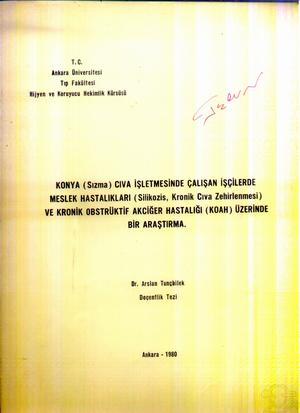 T.C.
Ankara Üniversitesi
Tıp Fakültesi
Hijyen ve Koruyucu Hekimlik Kürsüsü
KONYA (Sızma) CIVA İŞLETMESİNDE ÇALIŞAN İŞÇİLERDE
MESLEK HASTALIKLARI (Silikozis, Kronik Cıva Zehirlenmesi)
VE KRONİK OBSTRÜKTİF AKCİĞER HASTALIĞI (KOAH) ÜZERİNDE
BİR ARAŞTIRMA.
Dr. Arslan Tunçbilek
Doçentlik Tezi
Ankara - 1980